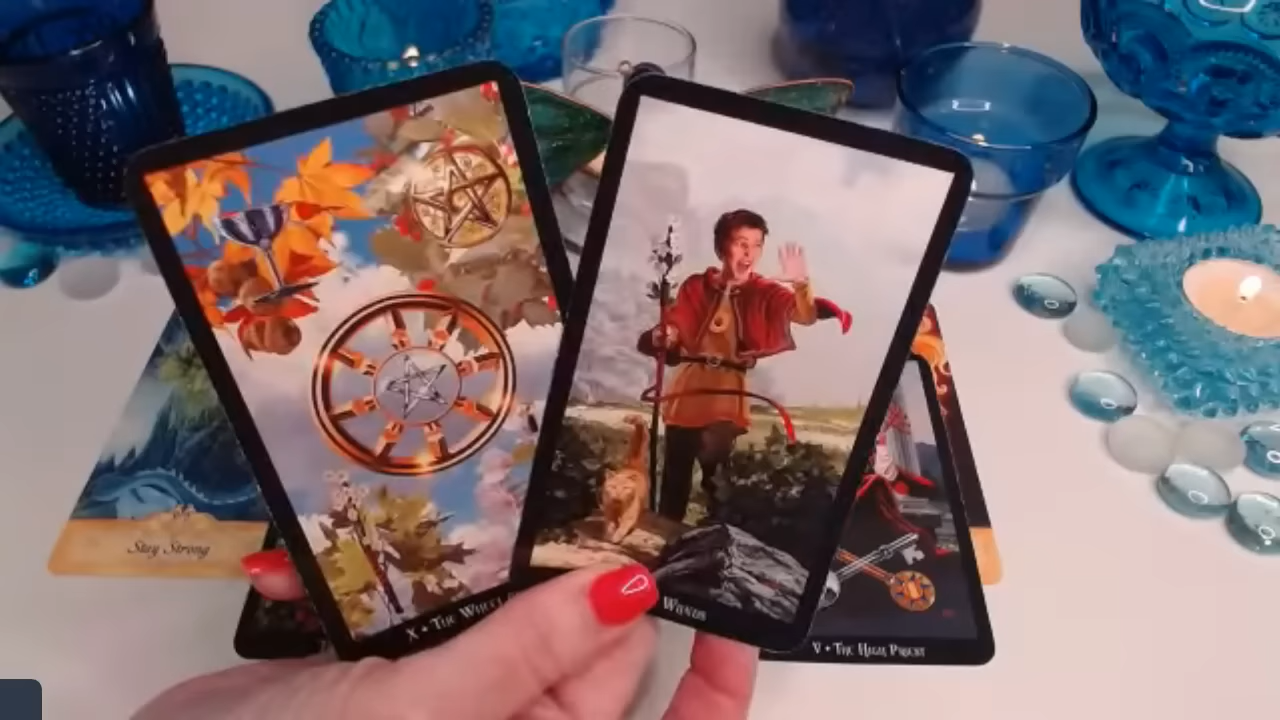 Stay Strong
X • The Wheel
Wands
V • The High Priest